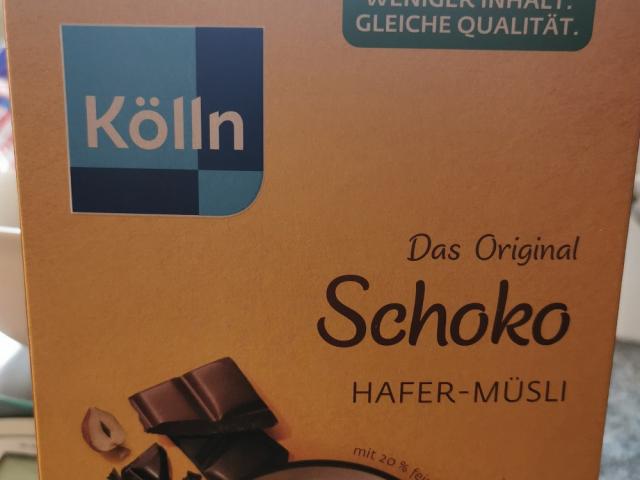 WENIGER INHALT.
GLEICHE QUALITÄT.
Kölln
Das Original
Schoko
HAFER-MÜSLI
mit 20 %